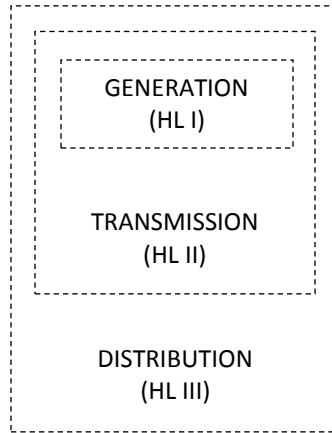 GENERATION
(HL I)
TRANSMISSION
(HL II)
DISTRIBUTION
(HL III)